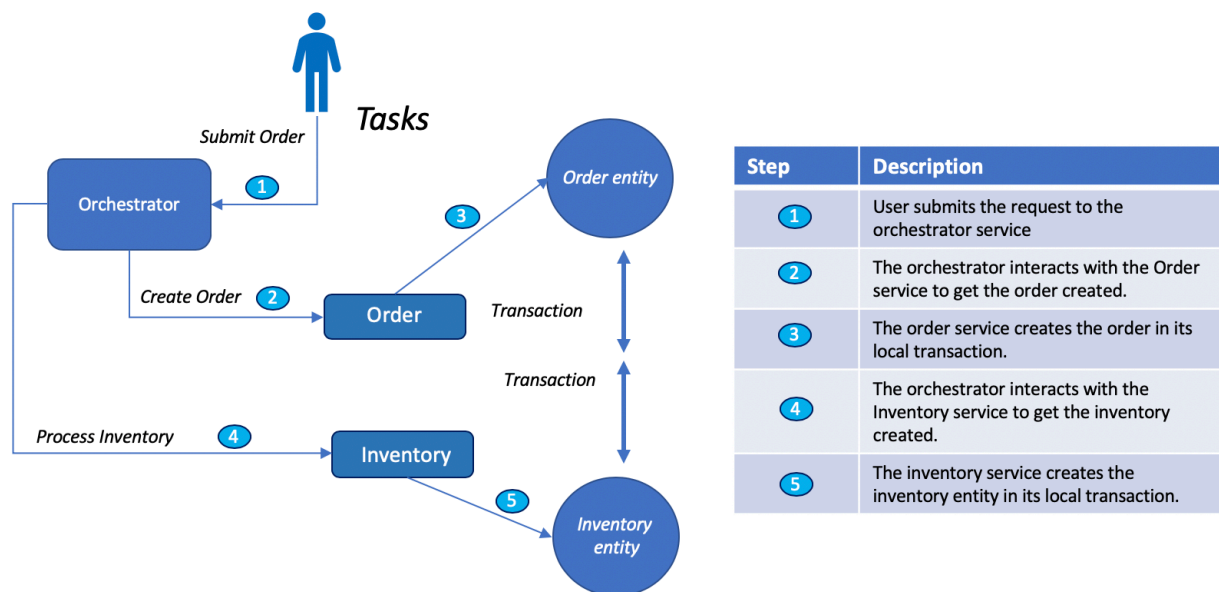 Tasks
Submit Order
Orchestrator
1
Create Order
2
Order
3
Order entity
Transaction
Transaction
Process Inventory
4
Inventory
5
Inventory
entity
Step
Description
1
User submits the request to the
orchestrator service
2
The orchestrator interacts with the Order
service to get the order created.
3
The order service creates the order in its
local transaction.
4
The orchestrator interacts with the
Inventory service to get the inventory
created.
5
The inventory service creates the
inventory entity in its local transaction.